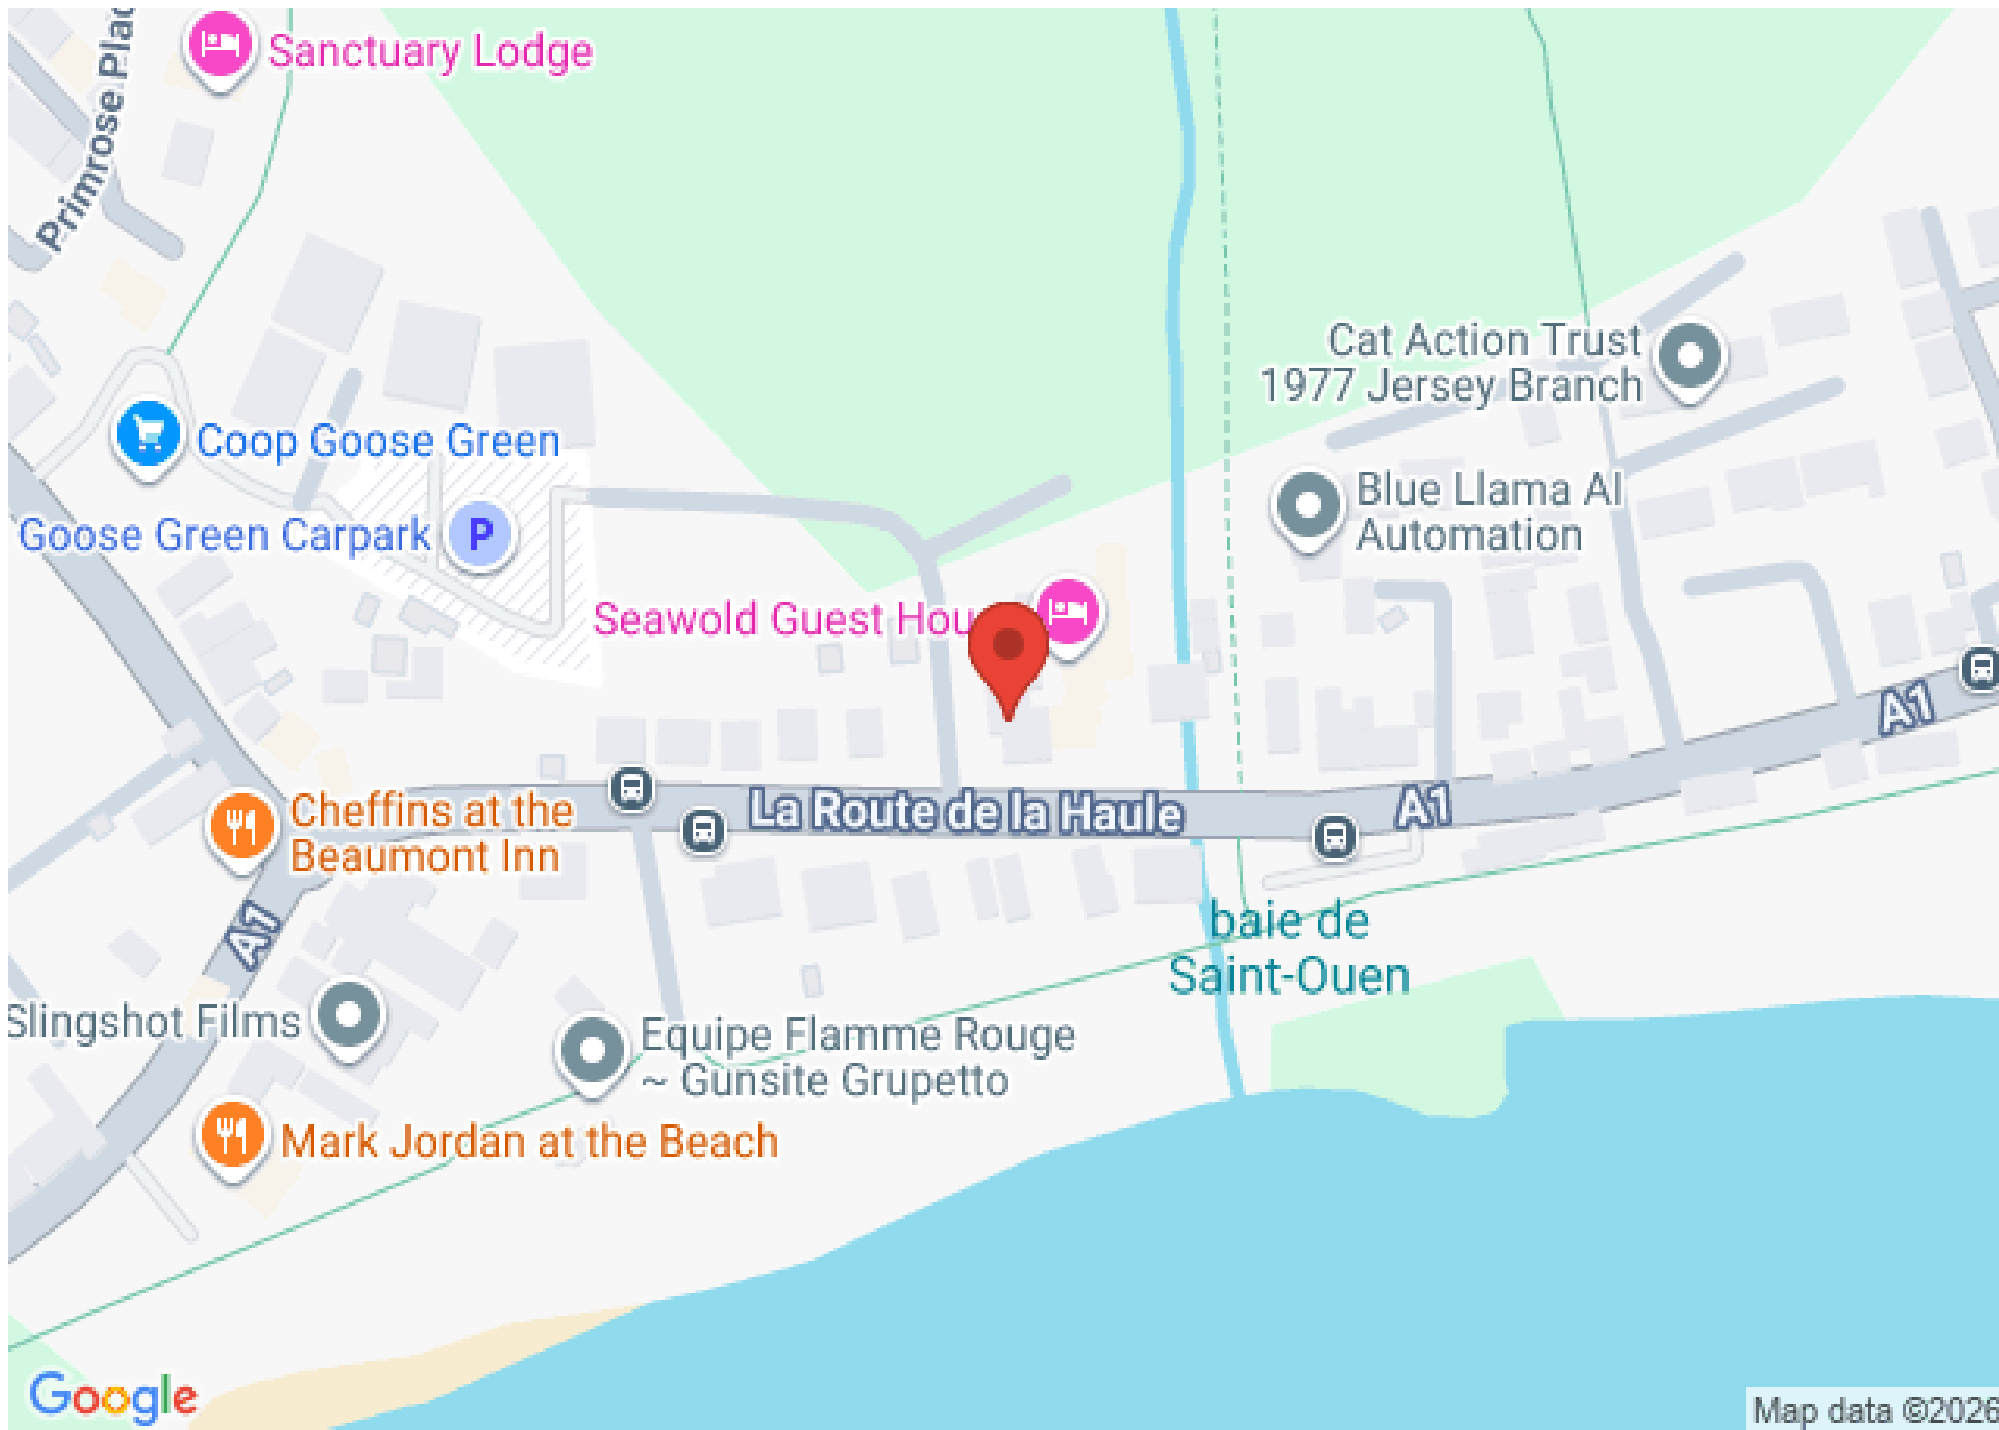 Sanctuary Lodge
Primrose Plac
Cat Action Trust
1977 Jersey Branch
Coop Goose Green
Blue Llama AI
Automation
Goose Green Carpark
P
Seawold Guest Hou
A1
Cheffins at the
Beaumont Inn
La Route de la Haule
A1
A1
baie de
Saint-Ouen
Slingshot Films
Equipe Flamme Rouge
~ Gunsite Grupetto
Mark Jordan at the Beach
Google
Map data ©2026